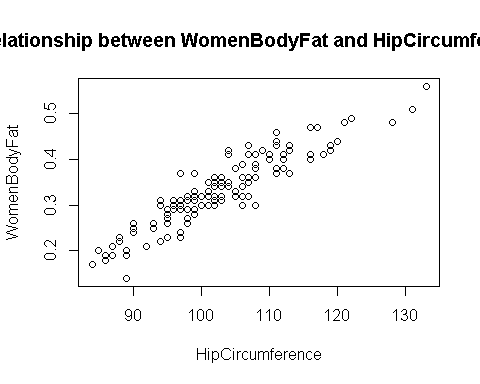 elationship between WomenBodyFat and HipCircumfe
0.5
0.4
0.3
0.2
WomenBodyFat
90 100 110 120 130
HipCircumference